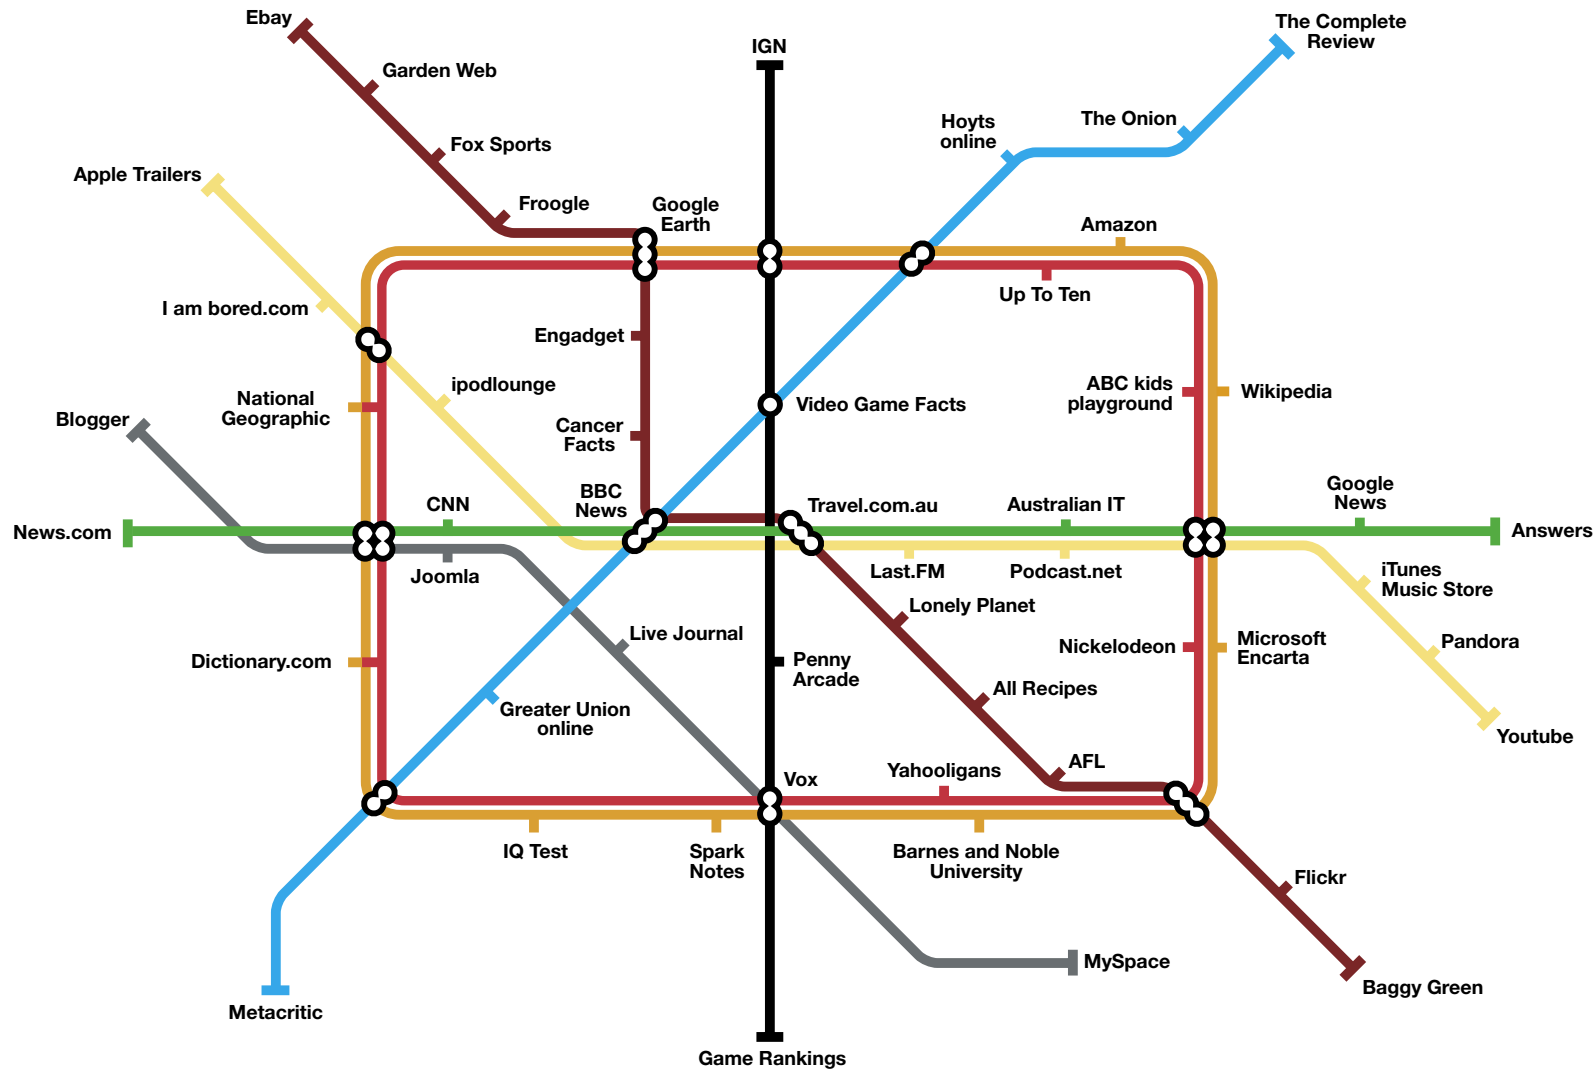 Ebay
The Complete
Review
IGN
Garden Web
Hoyts
online
The Onion
Fox Sports
Apple Trailers
Froogle
Google
Earth
Amazon
I am bored.com
Up To Ten
Engadget
ipodlounge
National
Geographic
ABC kids
playground
Wikipedia
Video Game Facts
Blogger
Cancer
Facts
BBC
News
CNN
Travel.com.au
Australian IT
Google
News
News.com
Answers
Joomla
Last.FM
Podcast.net
iTunes
Music Store
Lonely Planet
Live Journal
Nickelodeon
Microsoft
Encarta
Pandora
Dictionary.com
Penny
Arcade
All Recipes
Greater Union
online
Youtube
Vox
Yahooligans
AFL
IQ Test
Spark
Notes
Barnes and Noble
University
Flickr
MySpace
Baggy Green
Metacritic
Game Rankings